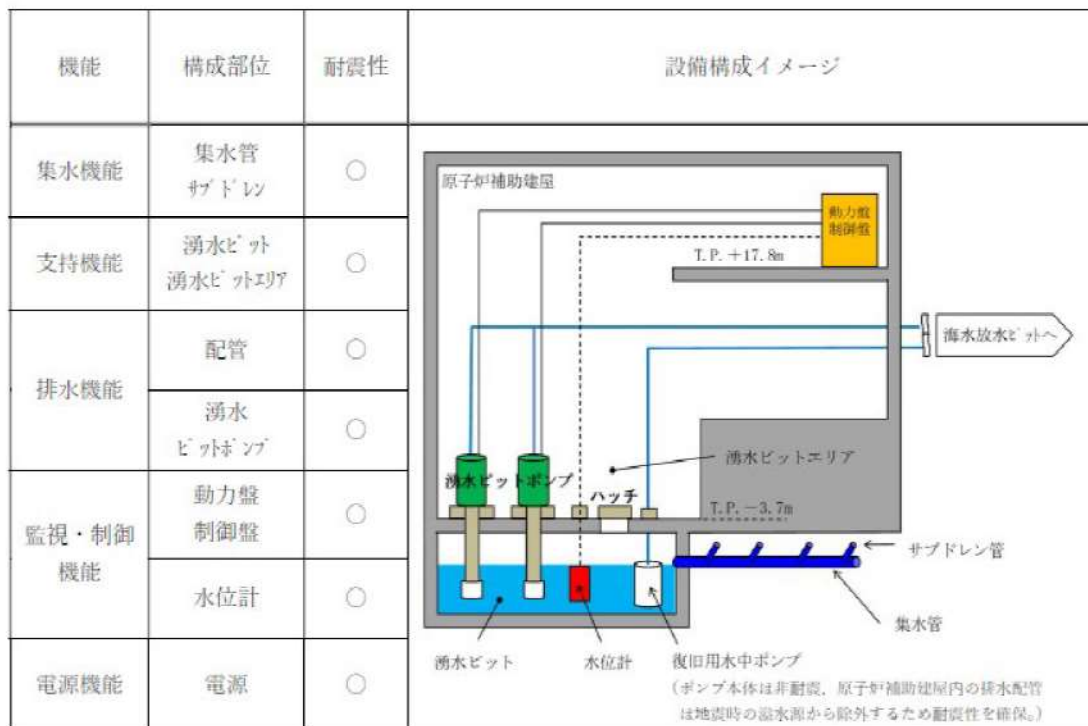 機能 構成部位 耐震性 設備構成イメージ
集水機能 集水管 ○
サブドレン
支持機能 湧水ピット ○
湧水ピットエリア
排水機能 配管 ○
湧水 ○
ピットポンプ
監視・制御 動力盤 ○
機能 制御盤
水位計 ○
電源機能 電源 ○
原子炉補助建屋
動力盤
制御盤
T.P.+17.8m
海水放水ピットへ
湧水ピットエリア
湧水ピットポンプ
ハッチ
T.P.-3.7m
サブドレン管
集水管
湧水ピット
水位計
復旧用水中ポンプ
(ポンプ本体は非耐震、原子炉補助建屋内の排水配管
は地震時の溢水源から除外するため耐震性を確保。)